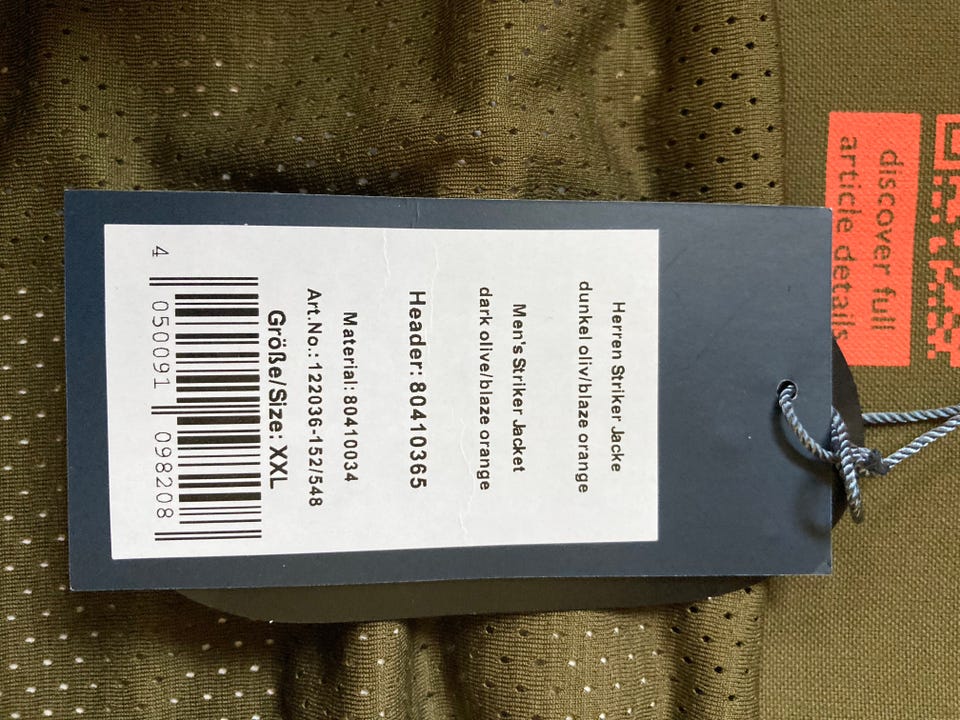 Herren Striker Jacke
dunkel oliv/blaze orange
Men's Striker Jacket
dark olive/blaze orange
Header: 80410365
Material: 80410034
Art.No.: 122036-152/548
Größe/Size: XXL
4 050091 098208
discover full
article details